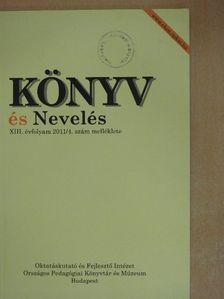 KÖNYV
és Nevelés
XIII. évfolyam 2011/4. szám melléklete
Oktatáskutató és Fejlesztő Intézet
Országos Pedagógiai Könyvtár és Múzeum
Budapest